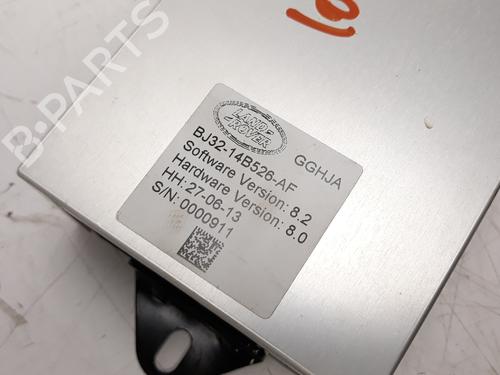 B-PARTS
10
LAND
ROVER
GGHJA
BJ32-14B526-AF
Software Version: 8.2
Hardware Version: 8.0
HH: 27-06-13
S/N: 0000911